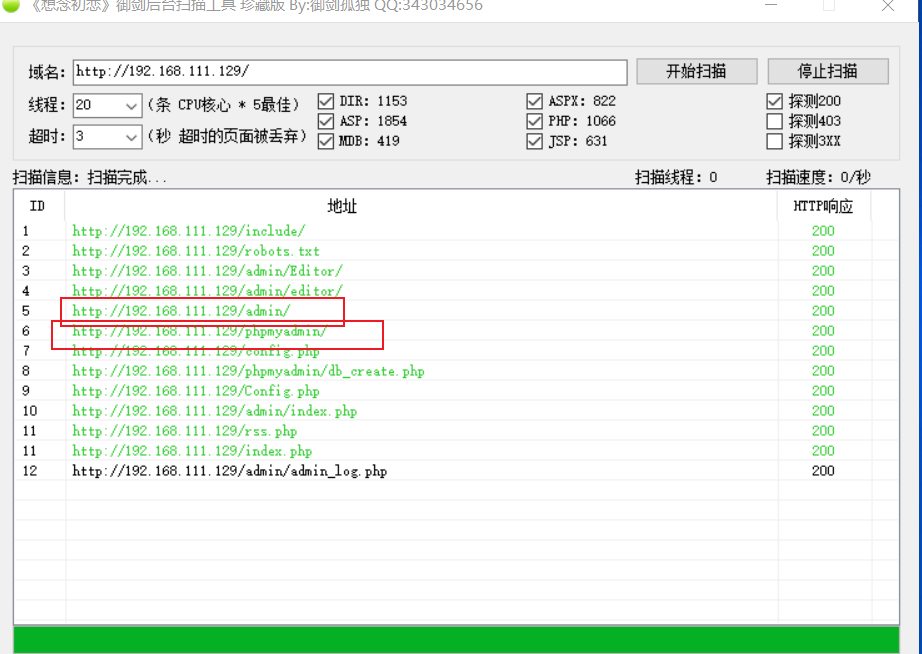 《想念初恋》御剑后台扫描工具 珍藏版 By:御剑孤独 QQ:343034656
域名: http://192.168.111.129/ 开始扫描 停止扫描
线程: 20 (条 CPU核心 * 5最佳) DIR: 1153 ASPX: 822 探测200
ASP: 1854 PHP: 1066 探测403
超时: 3 (秒 超时的页面被丢弃) MDB: 419 JSP: 631 探测3XX
扫描信息: 扫描完成... 扫描线程: 0 扫描速度: 0/秒
ID 地址 HTTP响应
1 http://192.168.111.129/include/ 200
2 http://192.168.111.129/robots.txt 200
3 http://192.168.111.129/admin/Editor/ 200
4 http://192.168.111.129/admin/editor/ 200
5 http://192.168.111.129/admin/ 200
6 http://192.168.111.129/phpmyadmin/ 200
7 http://192.168.111.129/config.php 200
8 http://192.168.111.129/phpmyadmin/db_create.php 200
9 http://192.168.111.129/Config.php 200
10 http://192.168.111.129/admin/index.php 200
11 http://192.168.111.129/rss.php 200
11 http://192.168.111.129/index.php 200
12 http://192.168.111.129/admin/admin_log.php 200